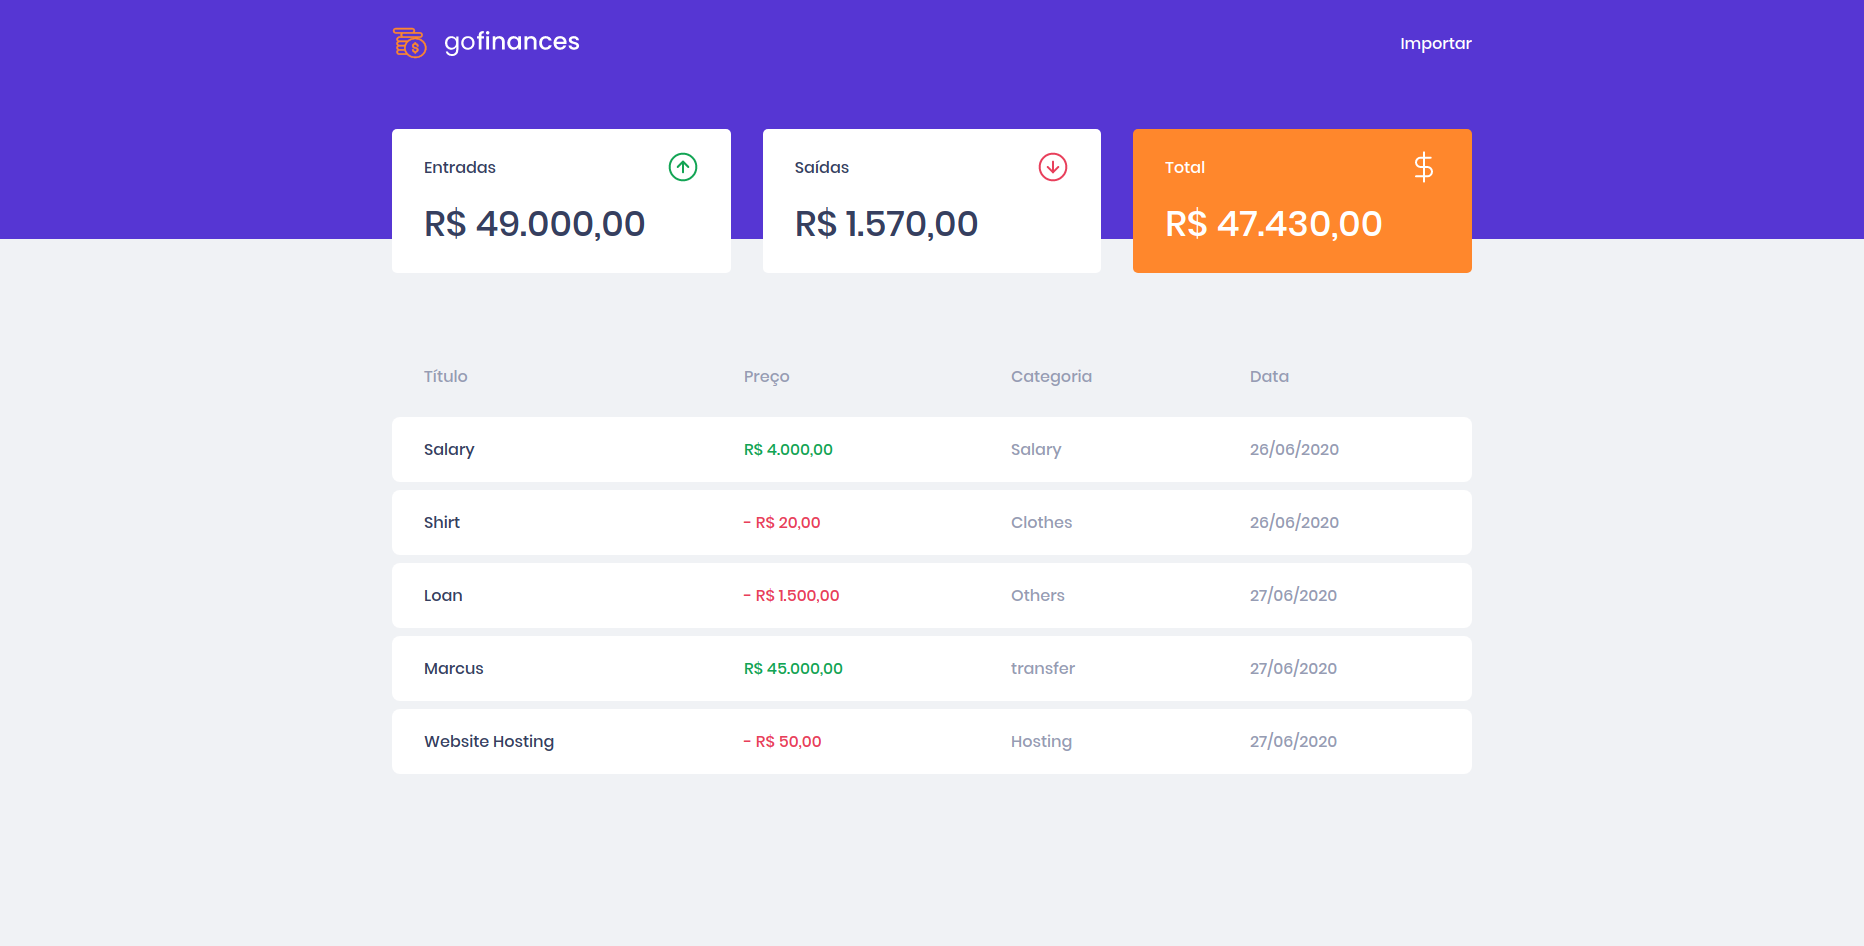 gofinances
Importar
Entradas
R$ 49.000,00
Saídas
R$ 1.570,00
Total
$
R$ 47.430,00
Título Preço Categoria Data
Salary R$ 4.000,00 Salary 26/06/2020
Shirt - R$ 20,00 Clothes 26/06/2020
Loan - R$ 1.500,00 Others 27/06/2020
Marcus R$ 45.000,00 transfer 27/06/2020
Website Hosting - R$ 50,00 Hosting 27/06/2020